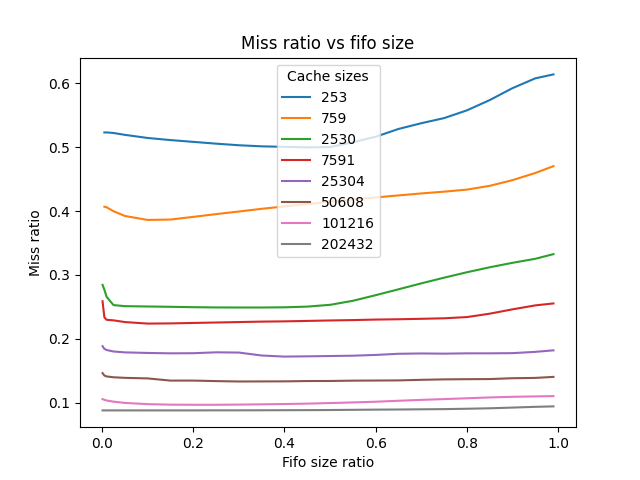 Miss ratio vs fifo size
Cache sizes
253
759
2530
7591
25304
50608
101216
202432
Miss ratio
0.6
0.5
0.4
0.3
0.2
0.1
0.0 0.2 0.4 0.6 0.8 1.0
Fifo size ratio